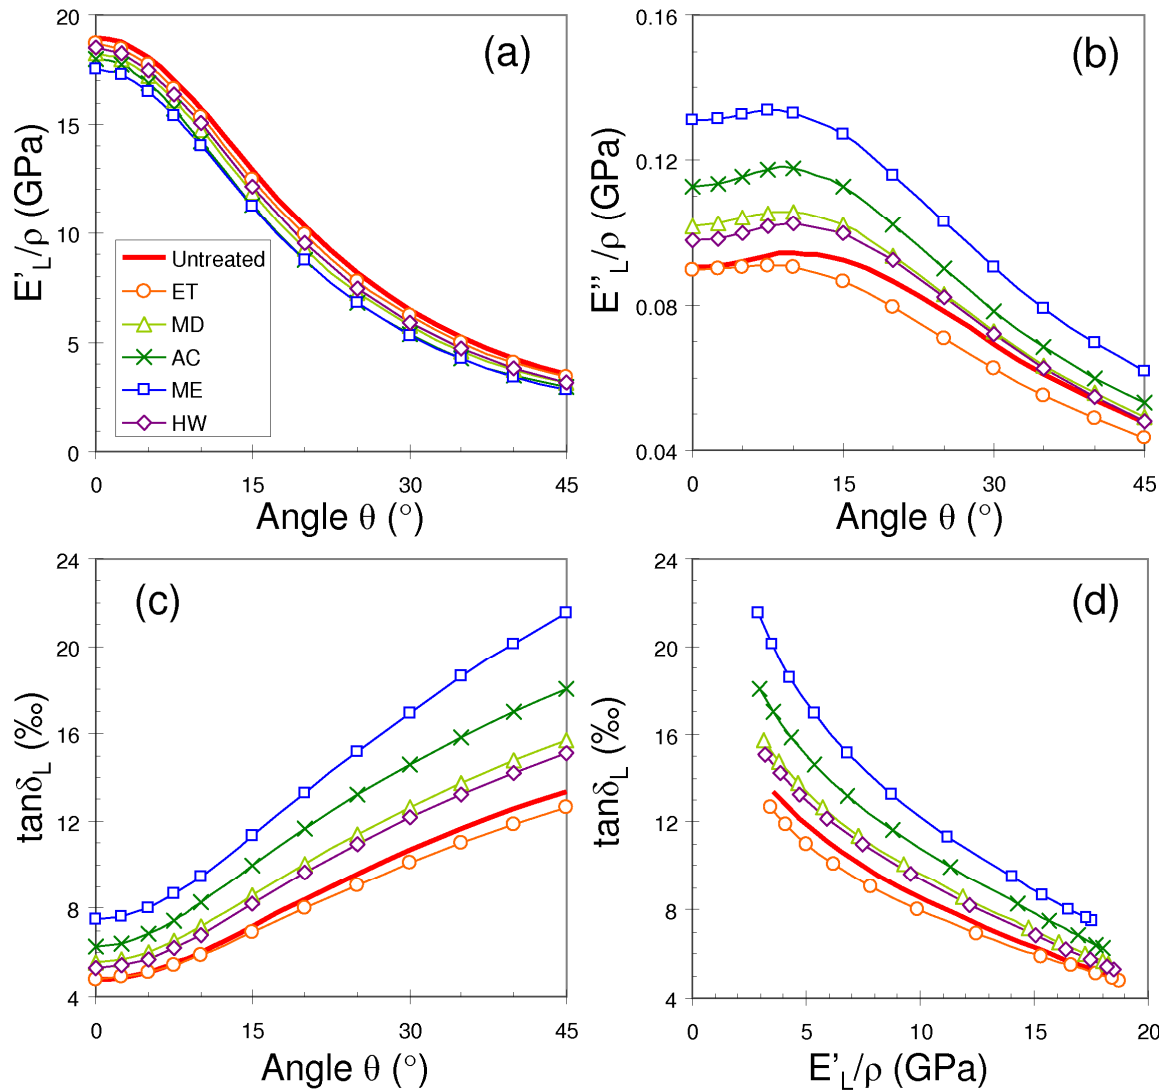 20
15
10
5
0
E'L/ρ (GPa)
(a)
Untreated
ET
MD
AC
ME
HW
0 15 30 45
Angle θ (°)
0.16
0.12
0.08
0.04
E''L/ρ (GPa)
(b)
0 15 30 45
Angle θ (°)
24
20
16
12
8
4
tanδL (‰)
(c)
0 15 30 45
Angle θ (°)
24
20
16
12
8
4
tanδL (‰)
(d)
0 5 10 15 20
E'L/ρ (GPa)